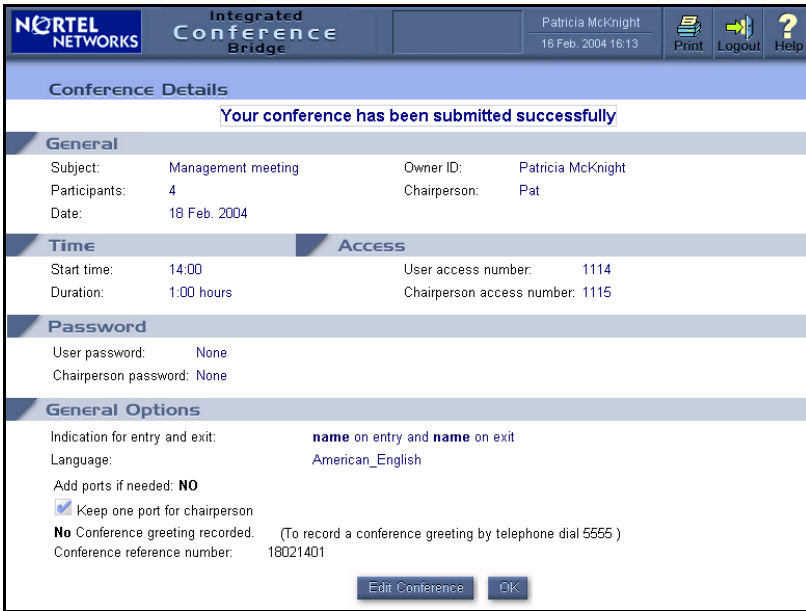 NORTEL
NETWORKS
Integrated
Conference
Bridge
Patricia McKnight
16 Feb. 2004 16:13
Print
Logout
Help
Conference Details
Your conference has been submitted successfully
General
Subject: Management meeting Owner ID: Patricia McKnight
Participants: 4 Chairperson: Pat
Date: 18 Feb. 2004
Time Access
Start time: 14:00 User access number: 1114
Duration: 1:00 hours Chairperson access number: 1115
Password
User password: None
Chairperson password: None
General Options
Indication for entry and exit: name on entry and name on exit
Language: American_English
Add ports if needed: NO
Keep one port for chairperson
No Conference greeting recorded. (To record a conference greeting by telephone dial 5555 )
Conference reference number: 18021401
Edit Conference OK